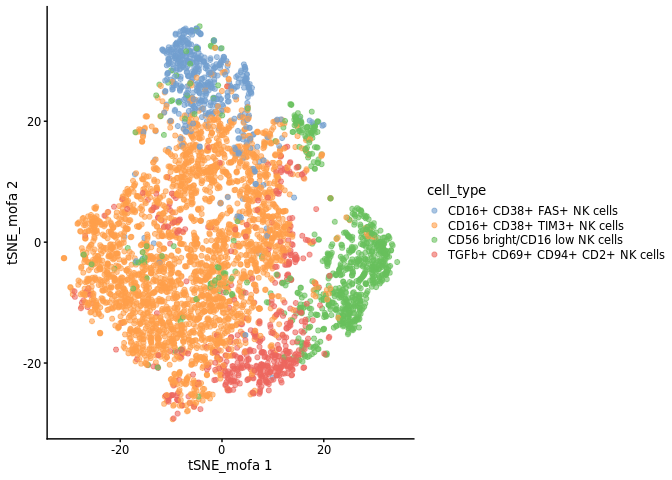 20
0
-20
-20
0
20
tSNE_mofa 1
tSNE_mofa 2
cell_type
CD16+ CD38+ FAS+ NK cells
CD16+ CD38+ TIM3+ NK cells
CD56 bright/CD16 low NK cells
TGFb+ CD69+ CD94+ CD2+ NK cells